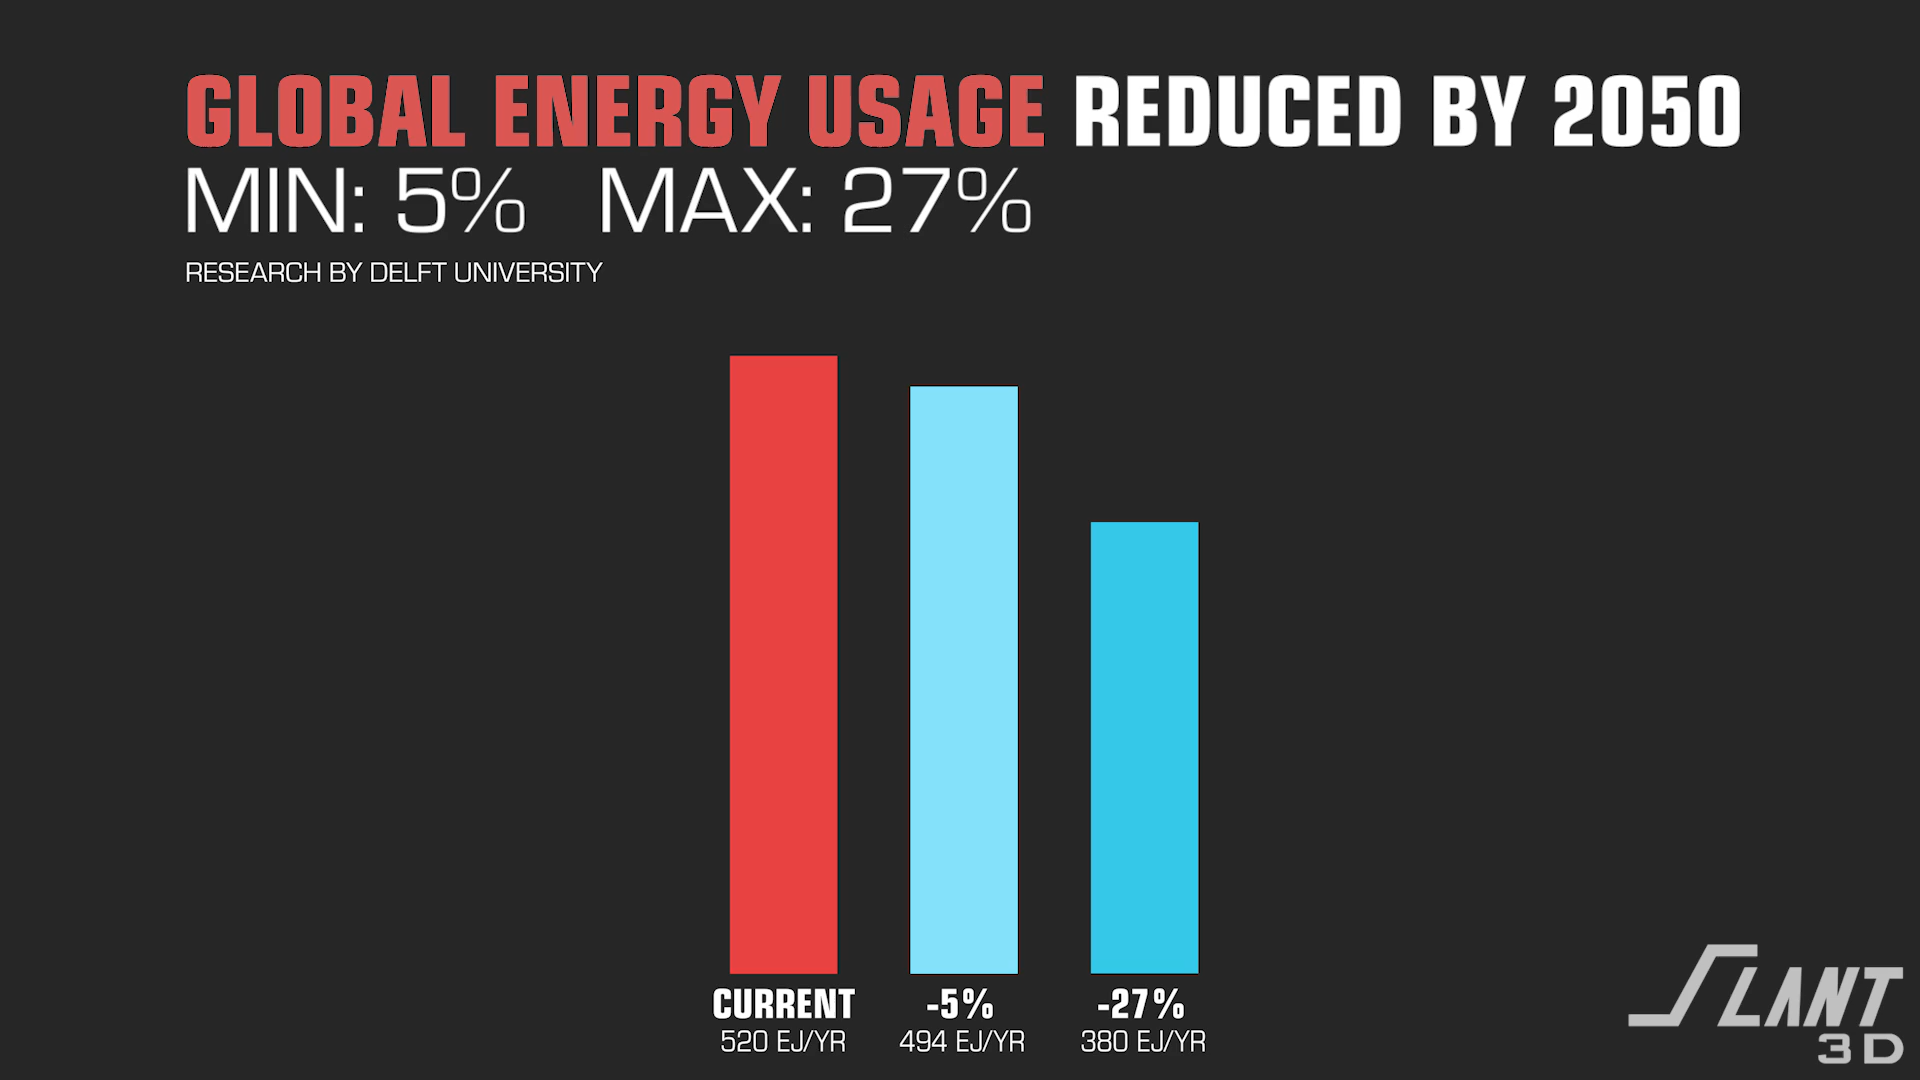 GLOBAL ENERGY USAGE REDUCED BY 2050
MIN: 5% MAX: 27%
RESEARCH BY DELFT UNIVERSITY
CURRENT -5% -27%
520 EJ/YR 494 EJ/YR 380 EJ/YR
SLANT
3D